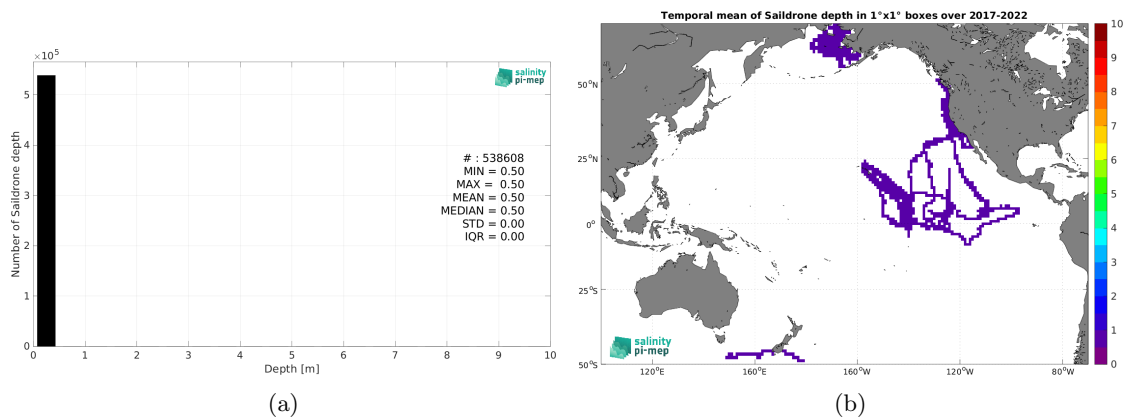 ×10⁵
5
4
3
2
1
0
0 1 2 3 4 5 6 7 8 9 10
Number of Saildrone depth
Depth [m]
salinity
pi-mep
# : 538608
MIN = 0.50
MAX = 0.50
MEAN = 0.50
MEDIAN = 0.50
STD = 0.00
IQR = 0.00
(a)
Temporal mean of Saildrone depth in 1°x1° boxes over 2017-2022
50°N
25°N
0°
25°S
50°S
120°E 160°E 160°W 120°W 80°W
salinity
pi-mep
10
9
8
7
6
5
4
3
2
1
0
(b)